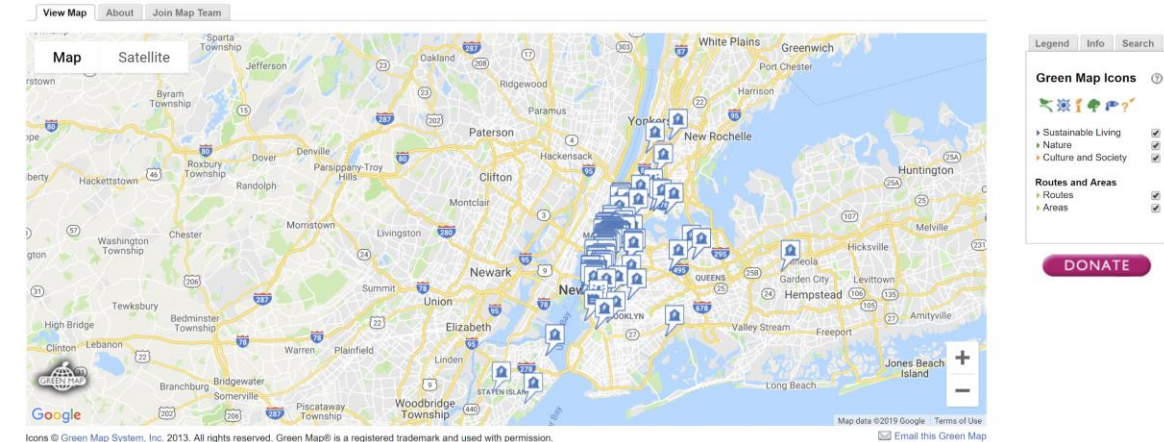 View Map About Join Map Team
Map Satellite
Sparta
Township
Jefferson
Oakland
White Plains
Greenwich
Port Chester
Harrison
Byram
Township
Ridgewood
Paramus
Yonkers
New Rochelle
Paterson
Hackensack
Denville
Dover
Roxbury
Township
Parsippany-Troy
Hills
Hackettstown
Randolph
Clifton
Huntington
Montclair
Morristown
Livingston
Chester
Washington
Township
Melville
Hicksville
Newark
QUEENS
Garden City
Levittown
Summit
Union
Hempstead
Tewksbury
Bedminster
Township
Amityville
High Bridge
Elizabeth
Valley Stream
Freeport
Clinton
Lebanon
Warren
Plainfield
Linden
Jones Beach
Island
Long Beach
Branchburg
Bridgewater
Somerville
Piscataway
Township
Woodbridge
Township
GREEN MAP
Google
Map data ©2019 Google Terms of Use
Icons © Green Map System, Inc. 2013. All rights reserved. Green Map® is a registered trademark and used with permission.
Email this Green Map
Legend Info Search
Green Map Icons
Sustainable Living
Nature
Culture and Society
Routes and Areas
Routes
Areas
DONATE